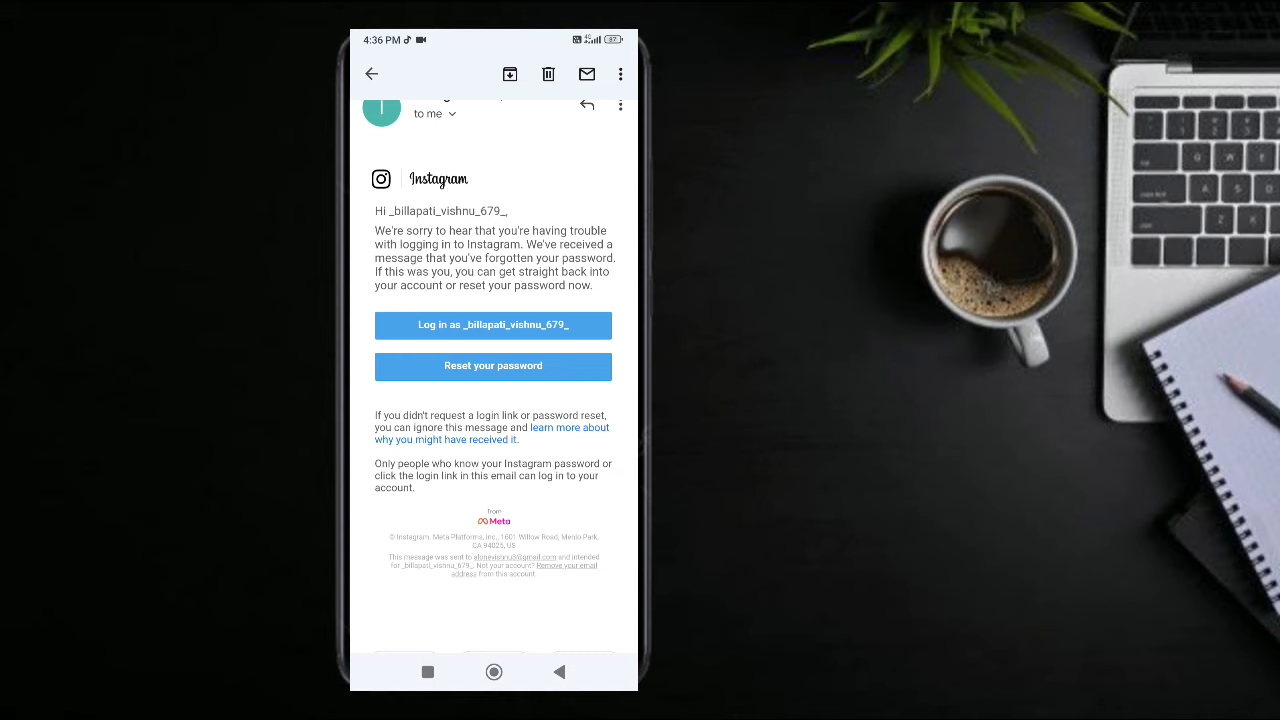 4:36 PM
4G
87
to me
Instagram
Hi _billapati_vishnu_679_,
We're sorry to hear that you're having trouble
with logging in to Instagram. We've received a
message that you've forgotten your password.
If this was you, you can get straight back into
your account or reset your password now.
Log in as _billapati_vishnu_679_
Reset your password
If you didn't request a login link or password reset,
you can ignore this message and learn more about
why you might have received it.
Only people who know your Instagram password or
click the login link in this email can log in to your
account.
from
Meta
© Instagram. Meta Platforms, Inc., 1601 Willow Road, Menlo Park,
CA 94025, US
This message was sent to alonevishnu3@gmail.com and intended
for _billapati_vishnu_679_. Not your account? Remove your email
address from this account.